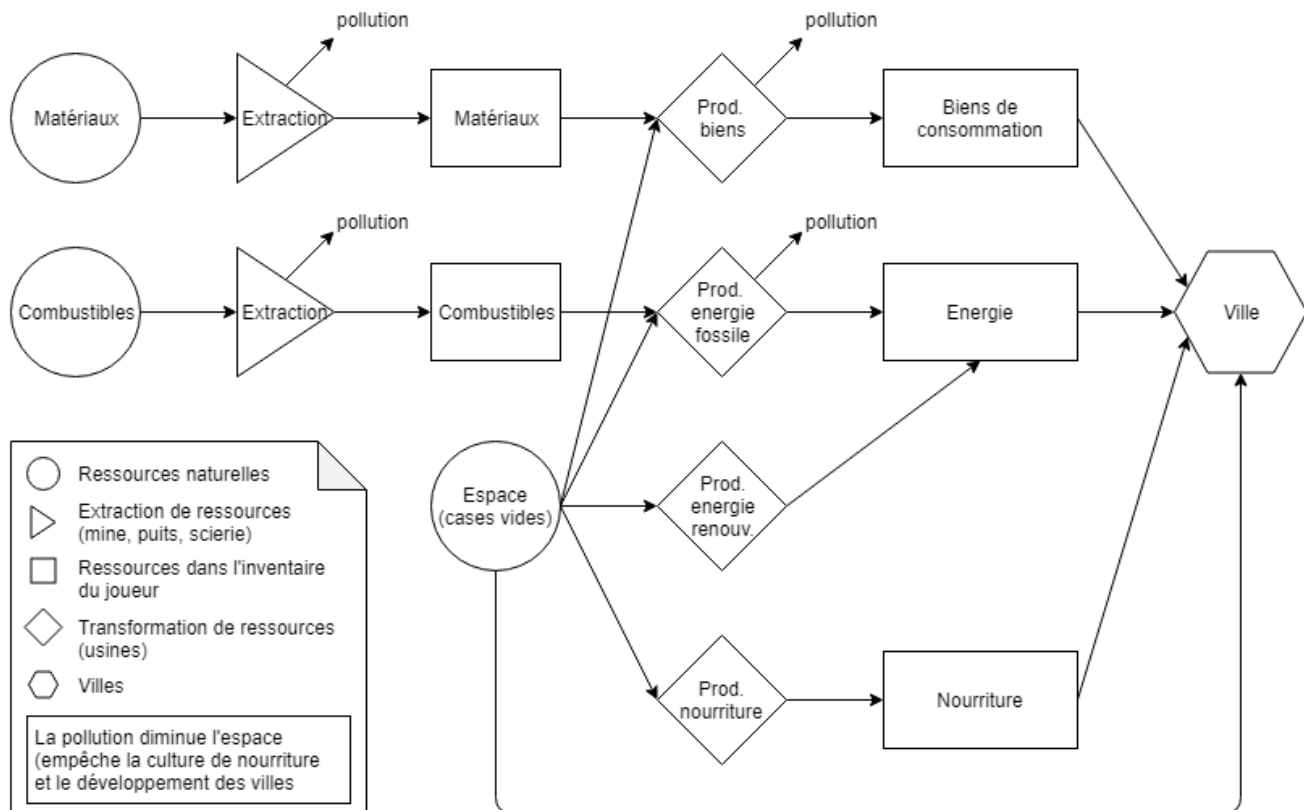 pollution
pollution
Matériaux
Extraction
Matériaux
Prod.
biens
Biens de
consommation
pollution
pollution
Combustibles
Extraction
Combustibles
Prod.
energie
fossile
Energie
Ville
Espace
(cases vides)
Prod.
energie
renouv.
Prod.
nourriture
Nourriture
Ressources naturelles
Extraction de ressources
(mine, puits, scierie)
Ressources dans l'inventaire
du joueur
Transformation de ressources
(usines)
Villes
La pollution diminue l'espace
(empêche la culture de nourriture
et le développement des villes